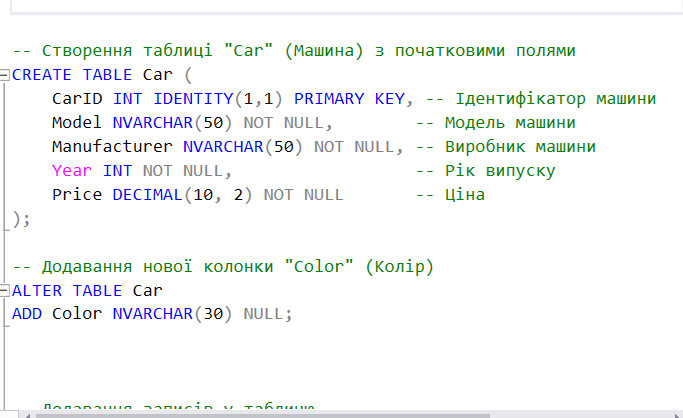 -- Створення таблиці "Car" (Машина) з початковими полями
CREATE TABLE Car (
CarID INT IDENTITY(1,1) PRIMARY KEY, -- Ідентифікатор машини
Model NVARCHAR(50) NOT NULL, -- Модель машини
Manufacturer NVARCHAR(50) NOT NULL, -- Виробник машини
Year INT NOT NULL, -- Рік випуску
Price DECIMAL(10, 2) NOT NULL -- Ціна
);
-- Додавання нової колонки "Color" (Колір)
ALTER TABLE Car
ADD Color NVARCHAR(30) NULL;
-- Додавання записів у таблицю